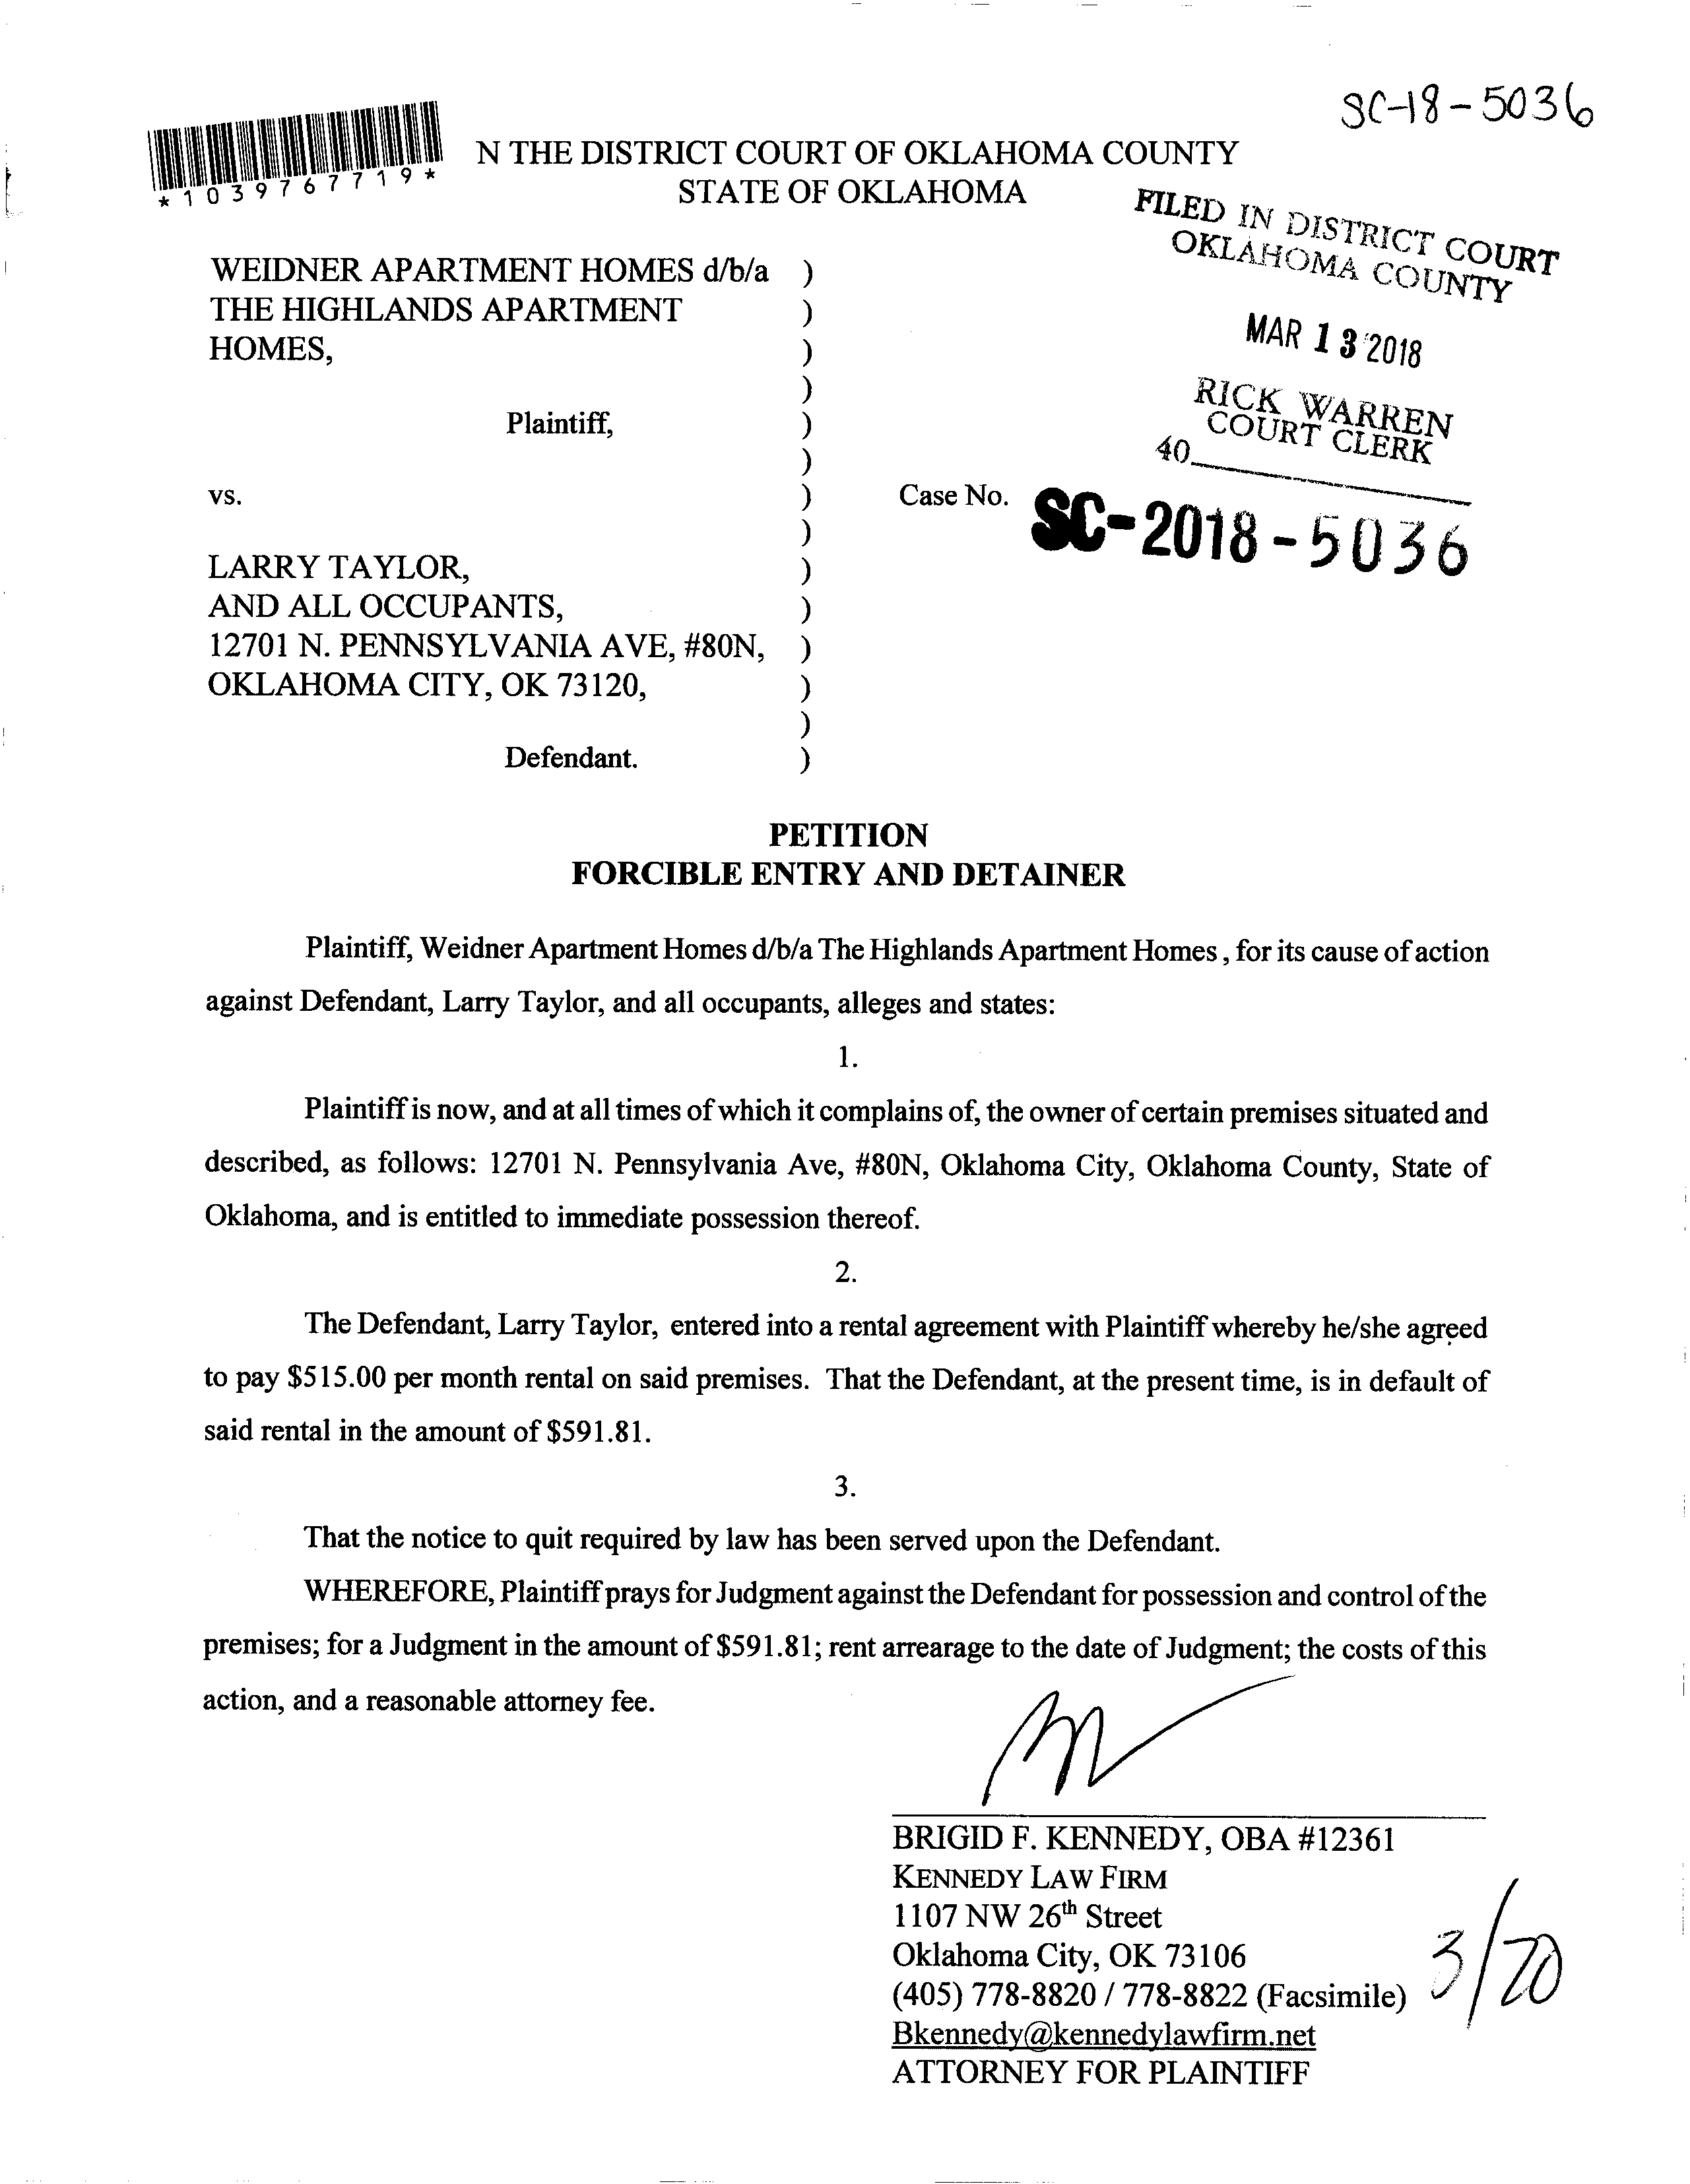 SC-18-5036
*1039767719*
N THE DISTRICT COURT OF OKLAHOMA COUNTY
STATE OF OKLAHOMA
FILED IN DISTRICT COURT
OKLAHOMA COUNTY
MAR 13 2018
RICK WARREN
COURT CLERK
40
WEIDNER APARTMENT HOMES d/b/a )
THE HIGHLANDS APARTMENT )
HOMES, )
)
Plaintiff, )
)
vs. ) Case No. SC-2018-5036
)
LARRY TAYLOR, )
AND ALL OCCUPANTS, )
12701 N. PENNSYLVANIA AVE, #80N, )
OKLAHOMA CITY, OK 73120, )
)
Defendant. )
PETITION
FORCIBLE ENTRY AND DETAINER
Plaintiff, Weidner Apartment Homes d/b/a The Highlands Apartment Homes , for its cause of action
against Defendant, Larry Taylor, and all occupants, alleges and states:
1.
Plaintiff is now, and at all times of which it complains of, the owner of certain premises situated and
described, as follows: 12701 N. Pennsylvania Ave, #80N, Oklahoma City, Oklahoma County, State of
Oklahoma, and is entitled to immediate possession thereof.
2.
The Defendant, Larry Taylor, entered into a rental agreement with Plaintiff whereby he/she agreed
to pay $515.00 per month rental on said premises. That the Defendant, at the present time, is in default of
said rental in the amount of $591.81.
3.
That the notice to quit required by law has been served upon the Defendant.
WHEREFORE, Plaintiff prays for Judgment against the Defendant for possession and control of the
premises; for a Judgment in the amount of $591.81; rent arrearage to the date of Judgment; the costs of this
action, and a reasonable attorney fee.
BRIGID F. KENNEDY, OBA #12361
KENNEDY LAW FIRM
1107 NW 26th Street
Oklahoma City, OK 73106
(405) 778-8820 / 778-8822 (Facsimile)
Bkennedy@kennedylawfirm.net
ATTORNEY FOR PLAINTIFF
3/20